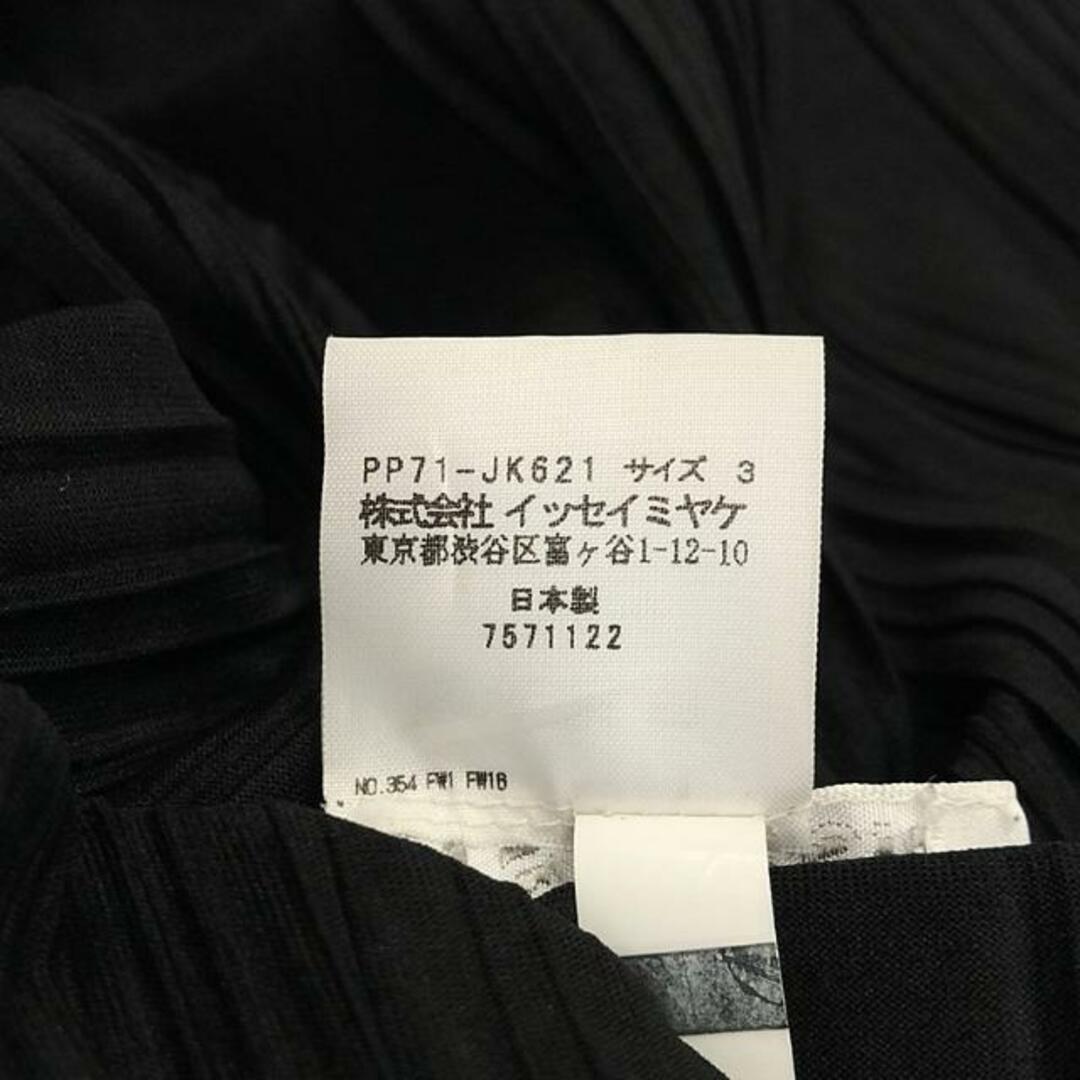 PP71-JK621 サイズ 3
株式会社 イッセイミヤケ
東京都渋谷区富ヶ谷1-12-10
日本製
7571122
NO.354 FW1 FW16